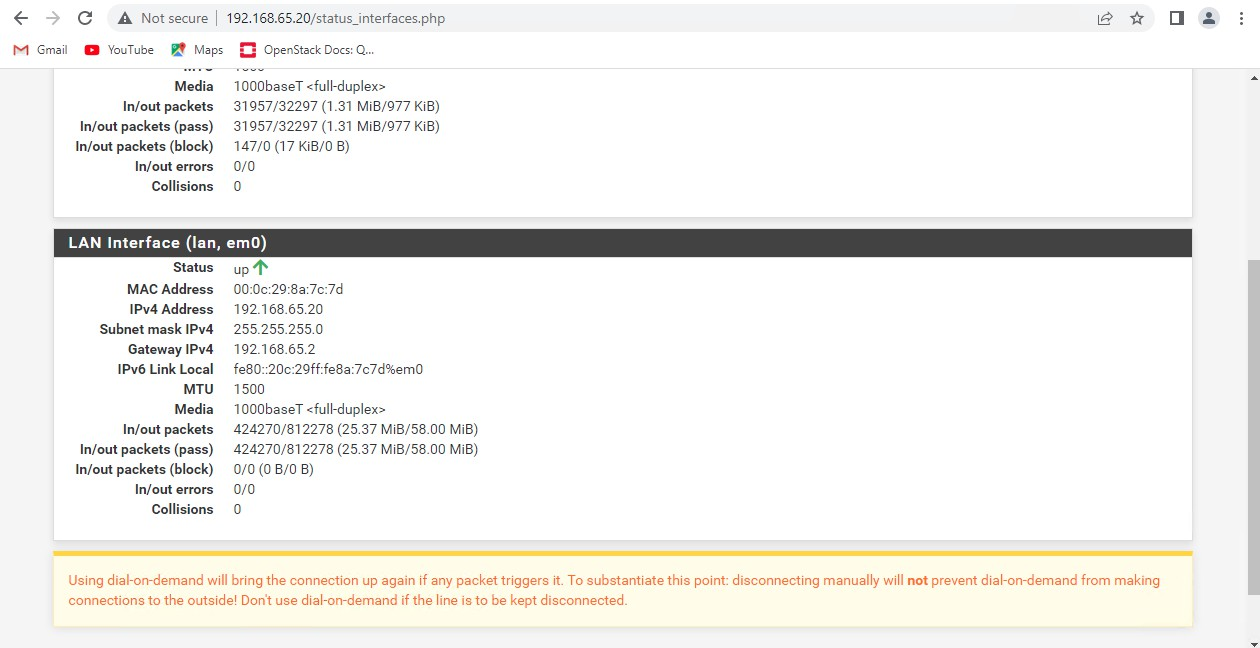 Not secure | 192.168.65.20/status_interfaces.php
Gmail YouTube Maps OpenStack Docs: Q...
Media 1000baseT <full-duplex>
In/out packets 31957/32297 (1.31 MiB/977 KiB)
In/out packets (pass) 31957/32297 (1.31 MiB/977 KiB)
In/out packets (block) 147/0 (17 KiB/0 B)
In/out errors 0/0
Collisions 0
LAN Interface (lan, em0)
Status up
MAC Address 00:0c:29:8a:7c:7d
IPv4 Address 192.168.65.20
Subnet mask IPv4 255.255.255.0
Gateway IPv4 192.168.65.2
IPv6 Link Local fe80::20c:29ff:fe8a:7c7d%em0
MTU 1500
Media 1000baseT <full-duplex>
In/out packets 424270/812278 (25.37 MiB/58.00 MiB)
In/out packets (pass) 424270/812278 (25.37 MiB/58.00 MiB)
In/out packets (block) 0/0 (0 B/0 B)
In/out errors 0/0
Collisions 0
Using dial-on-demand will bring the connection up again if any packet triggers it. To substantiate this point: disconnecting manually will not prevent dial-on-demand from making
connections to the outside! Don't use dial-on-demand if the line is to be kept disconnected.